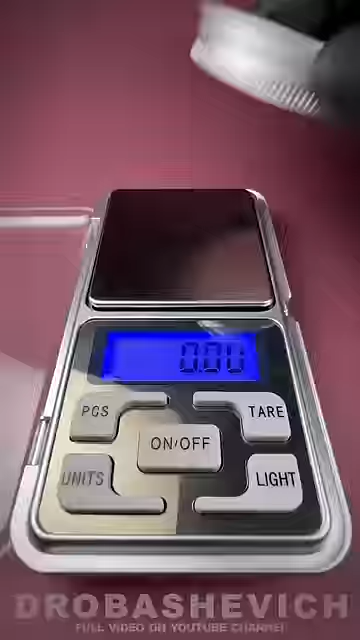 0.00
PCS
TARE
ON/OFF
UNITS
LIGHT
DROBASHEVICH
FULL VIDEO ON YOUTUBE CHANNEL